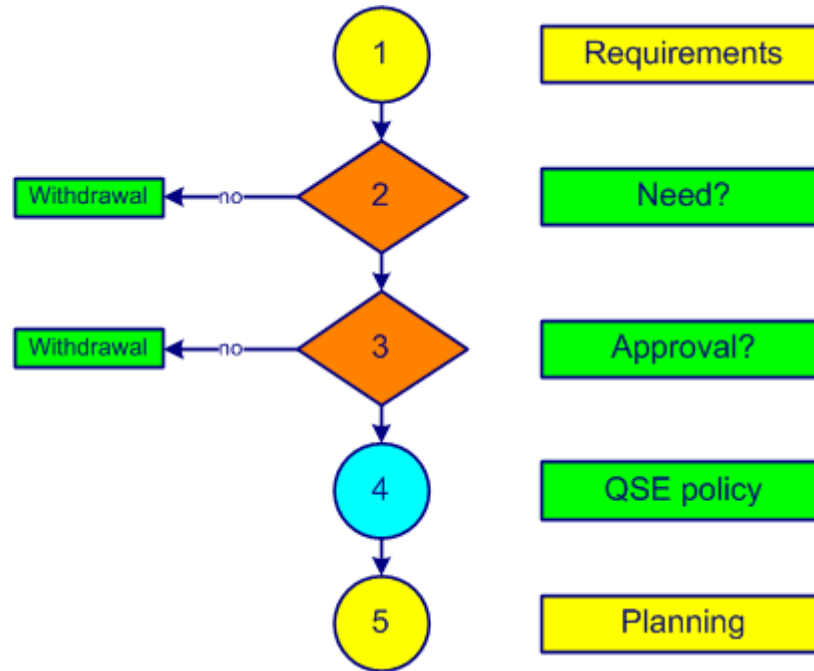 1
Requirements
Withdrawal
no
2
Need?
Withdrawal
no
3
Approval?
4
QSE policy
5
Planning